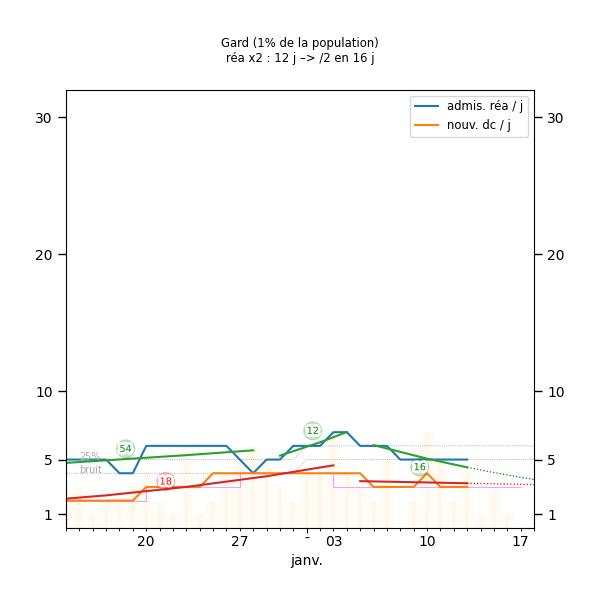 Gard (1% de la population)
réa x2 : 12 j –> /2 en 16 j
admis. réa / j
nouv. dc / j
30 30
20 20
10 10
5 5
1 1
25%
bruit
54
18
12
16
20 27 - 03 10 17
janv.